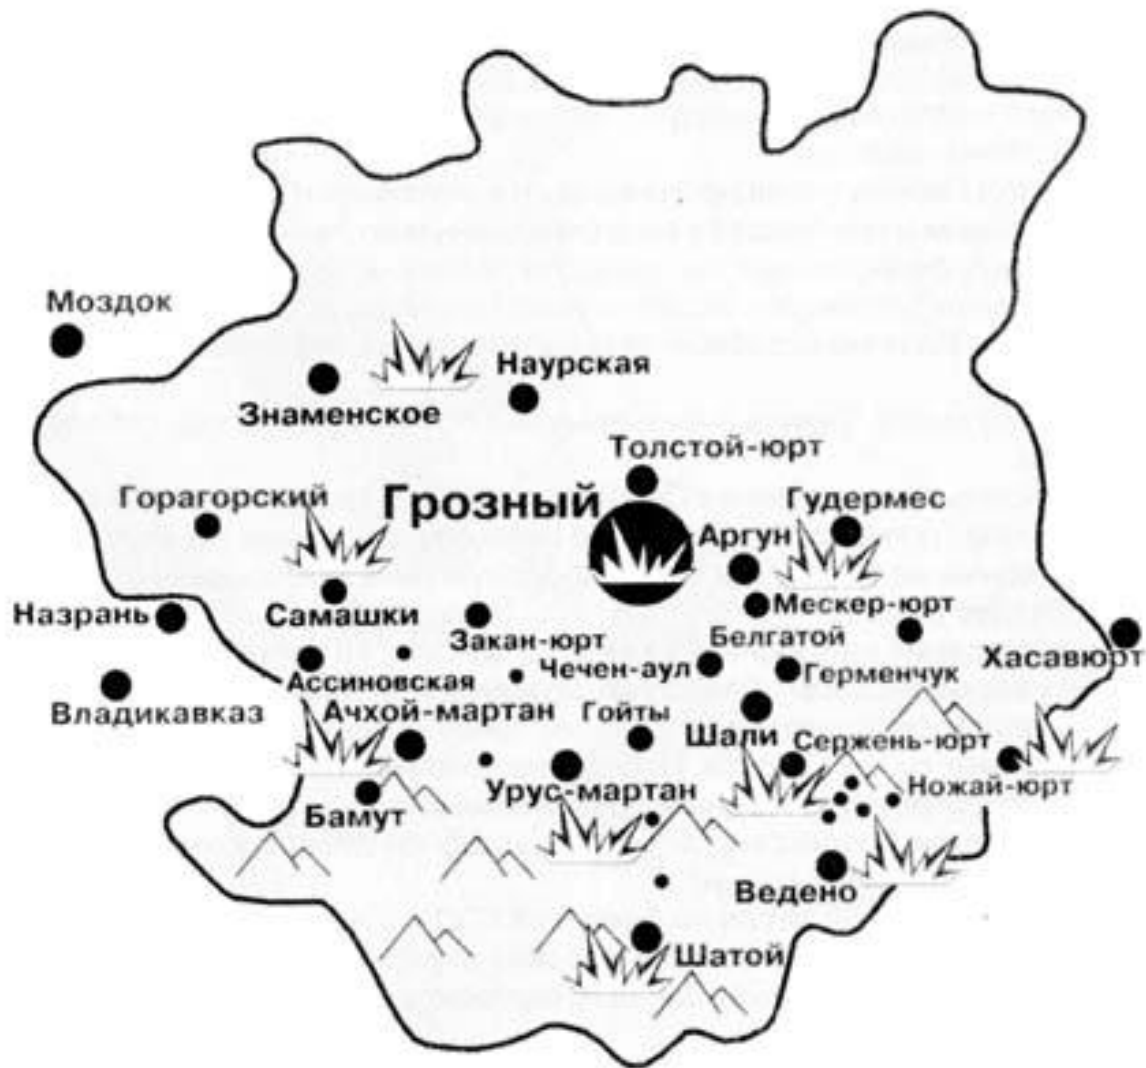 Моздок
Наурская
Знаменское
Толстой-юрт
Горагорский
Грозный
Гудермес
Аргун
Назрань
Самашки
Мескер-юрт
Закан-юрт
Белгатой
Хасавюрт
Чечен-аул
Герменчук
Ассиновская
Владикавказ
Ачхой-мартан
Гойты
Шали
Сержень-юрт
Ножай-юрт
Урус-мартан
Бамут
Ведено
Шатой